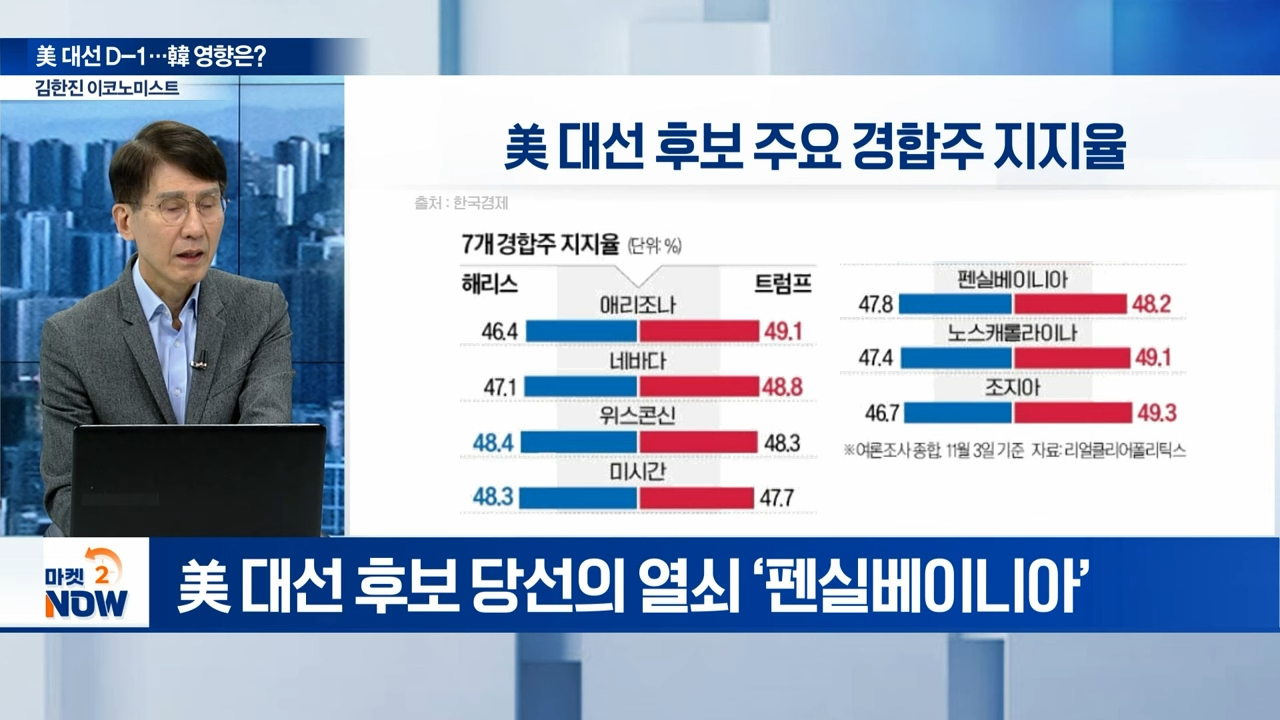 美 대선 D-1…韓 영향은?
김한진 이코노미스트
美 대선 후보 주요 경합주 지지율
출처 : 한국경제
7개 경합주 지지율 (단위: %)
해리스 트럼프
애리조나
46.4 49.1
네바다
47.1 48.8
위스콘신
48.4 48.3
미시간
48.3 47.7
펜실베이니아
47.8 48.2
노스캐롤라이나
47.4 49.1
조지아
46.7 49.3
※여론조사 종합, 11월 3일 기준 자료: 리얼클리어폴리틱스
마켓 2
NOW
美 대선 후보 당선의 열쇠 ‘펜실베이니아’